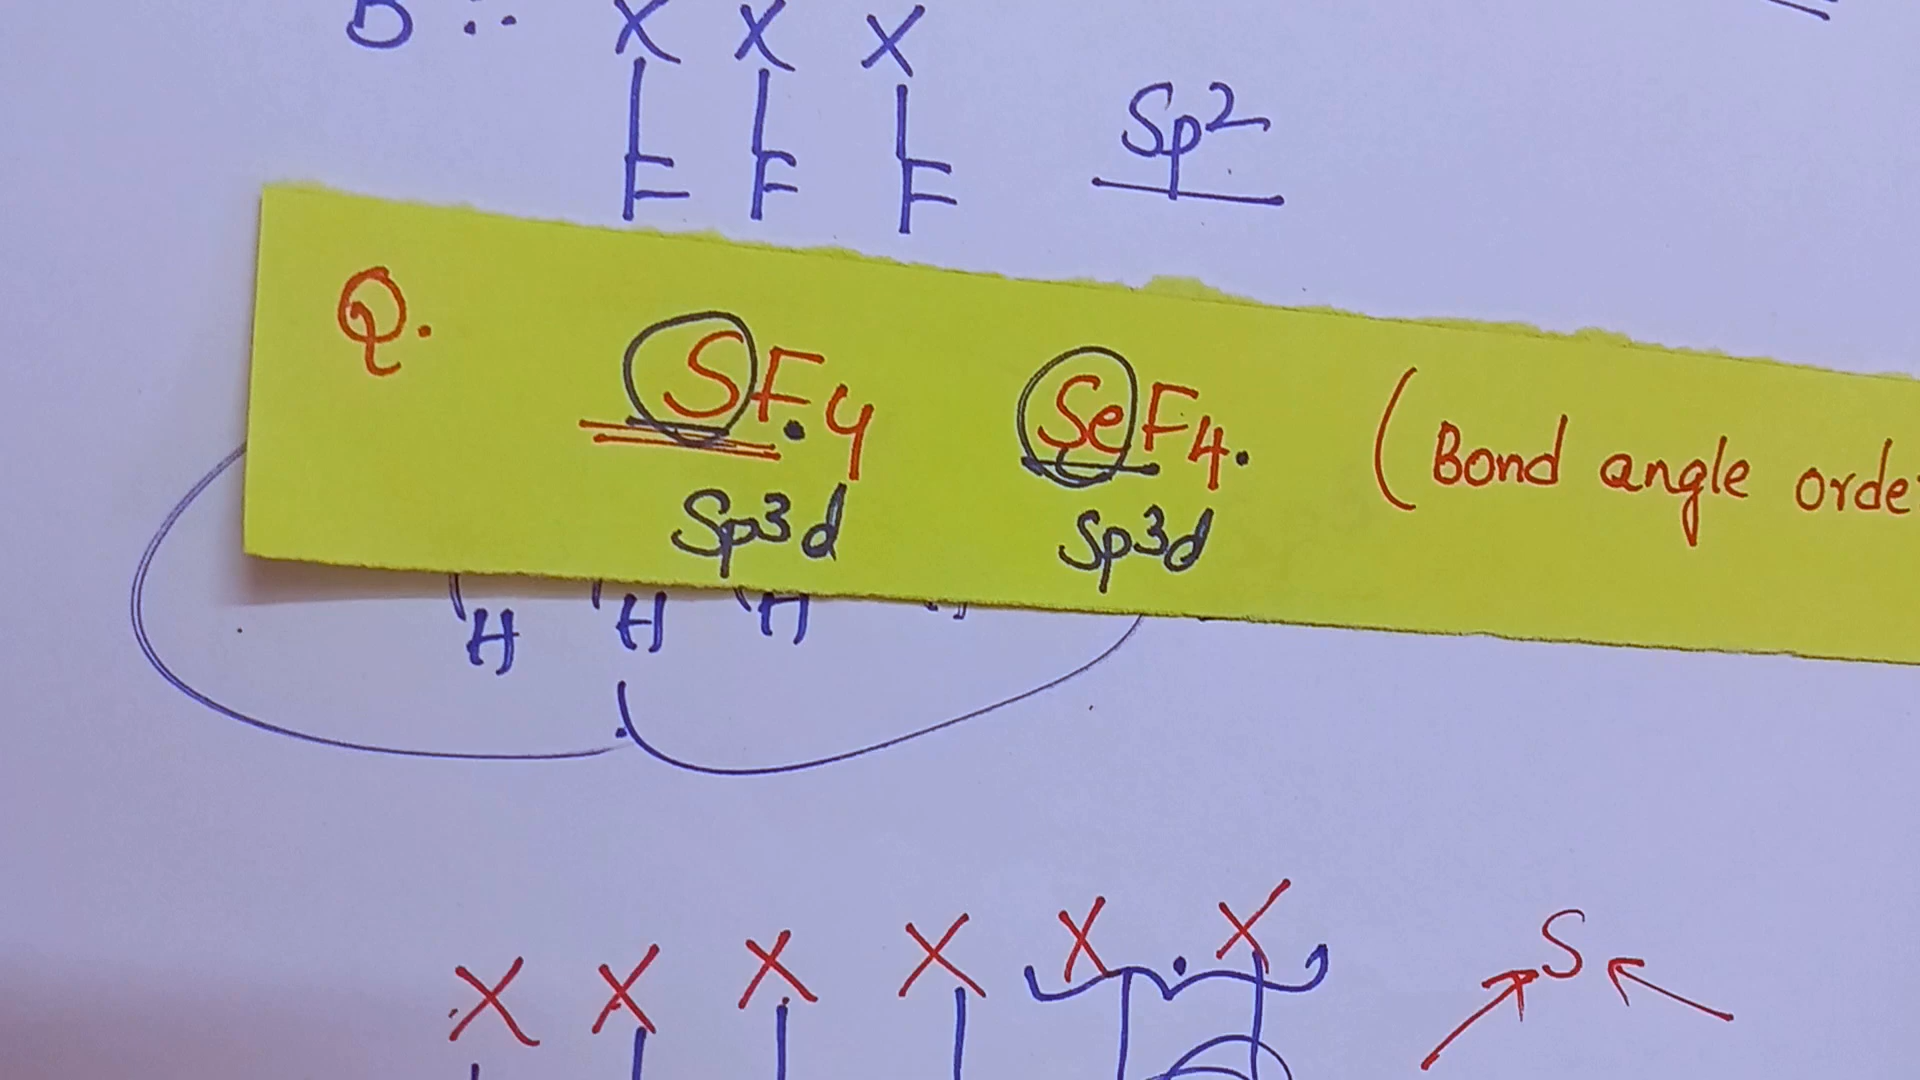 B
X X X
F F F
Sp²
Q. SF4 SeF4. (Bond angle orde
Sp³d Sp³d
H H H
X X X X X X
S